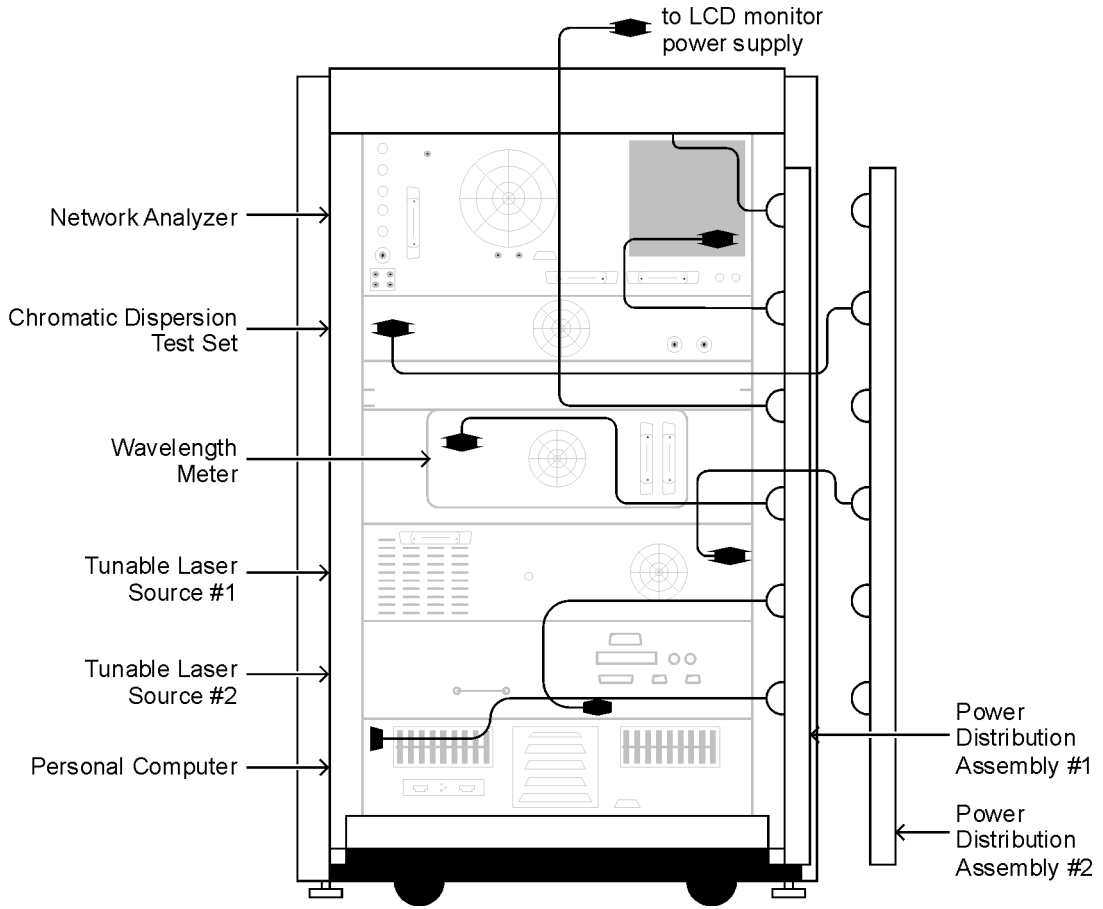 to LCD monitor
power supply
Network Analyzer
Chromatic Dispersion
Test Set
Wavelength
Meter
Tunable Laser
Source #1
Tunable Laser
Source #2
Personal Computer
Power
Distribution
Assembly #1
Power
Distribution
Assembly #2